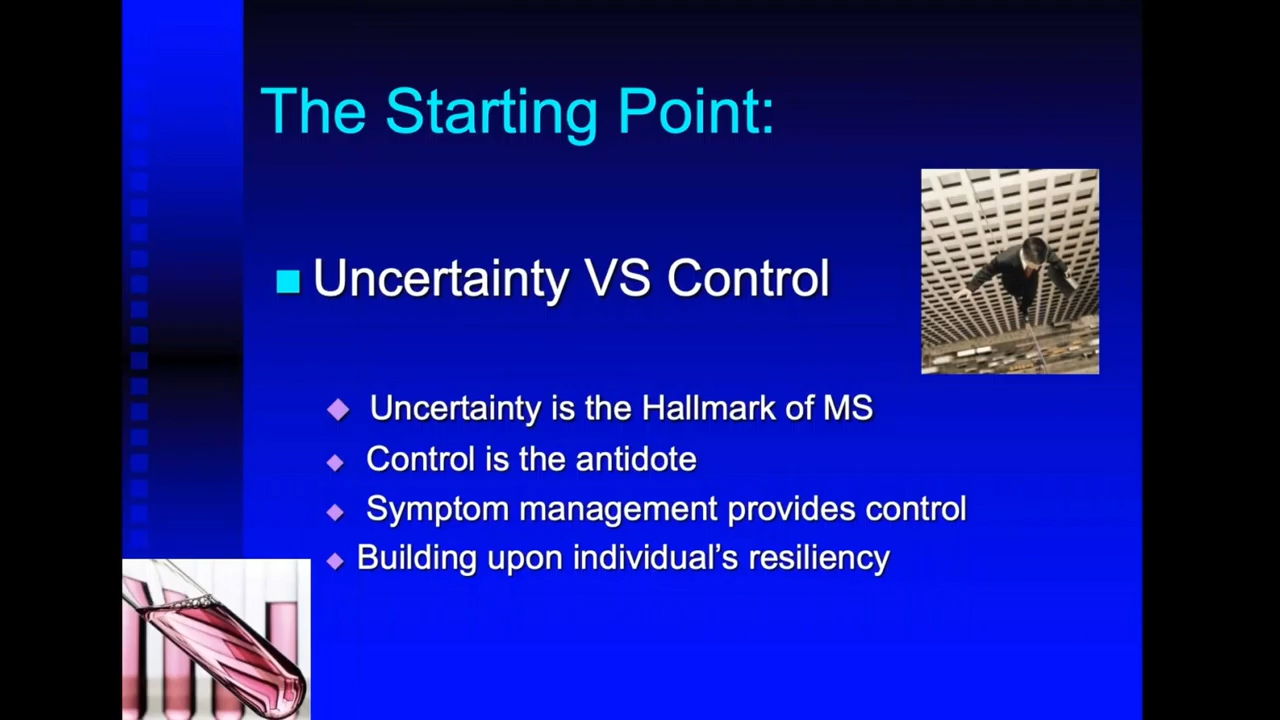 The Starting Point:
Uncertainty VS Control
Uncertainty is the Hallmark of MS
Control is the antidote
Symptom management provides control
Building upon individual’s resiliency